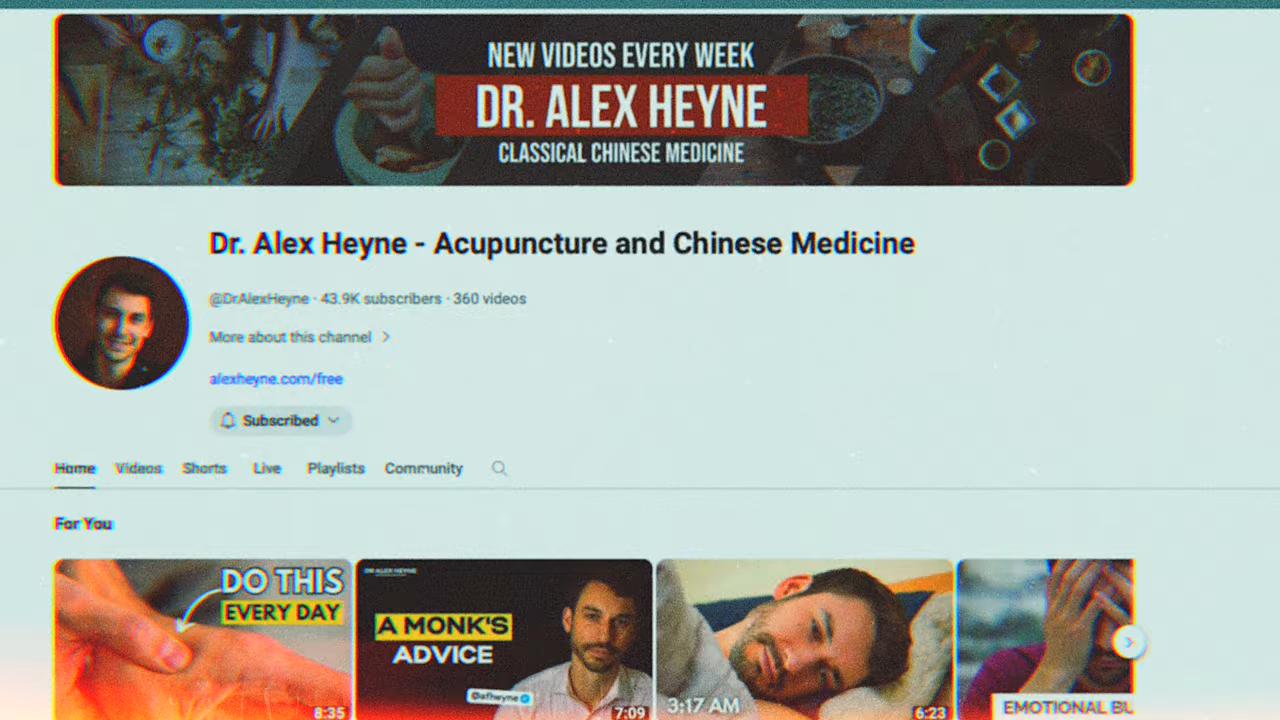 NEW VIDEOS EVERY WEEK
DR. ALEX HEYNE
CLASSICAL CHINESE MEDICINE
Dr. Alex Heyne - Acupuncture and Chinese Medicine
@DrAlexHeyne · 43.9K subscribers · 360 videos
More about this channel
alexheyne.com/free
Subscribed
Home Videos Shorts Live Playlists Community
For You
DO THIS
EVERY DAY
8:35
DR ALEX HEYNE
A MONK'S
ADVICE
@afheyne
7:09
3:17 AM
6:23
EMOTIONAL BU